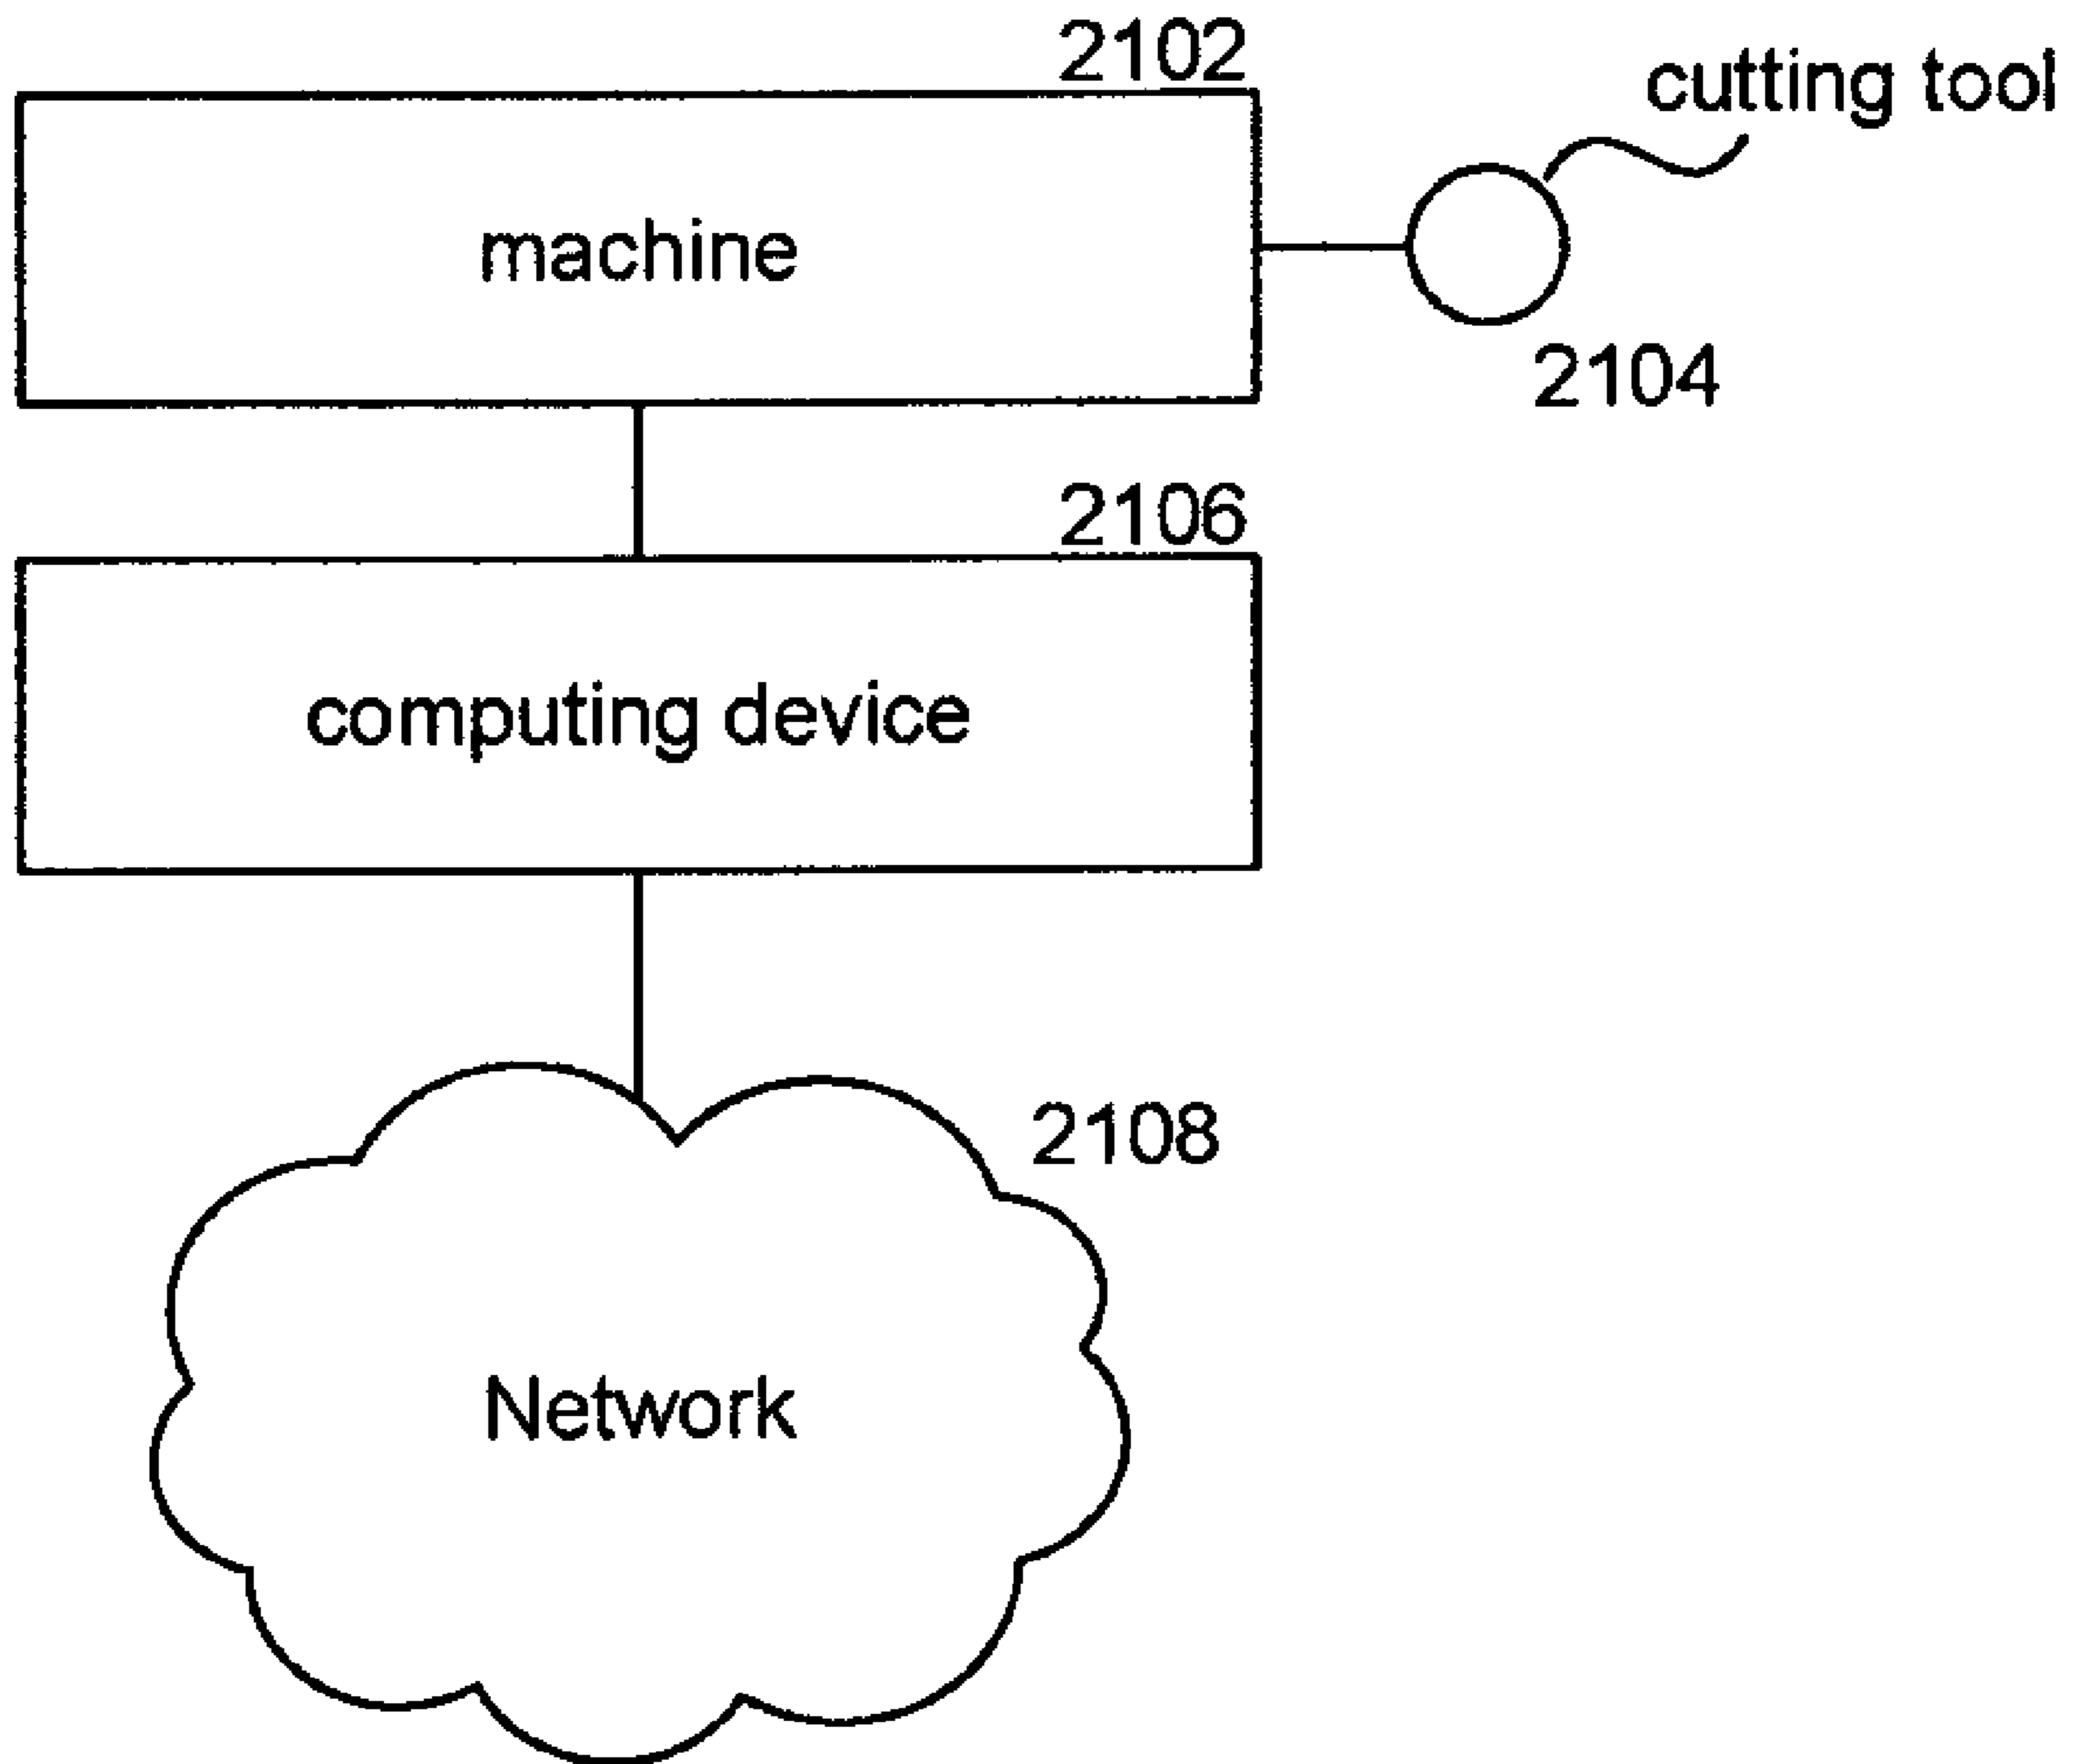 2102
cutting tool
machine
2104
2106
computing device
2108
Network